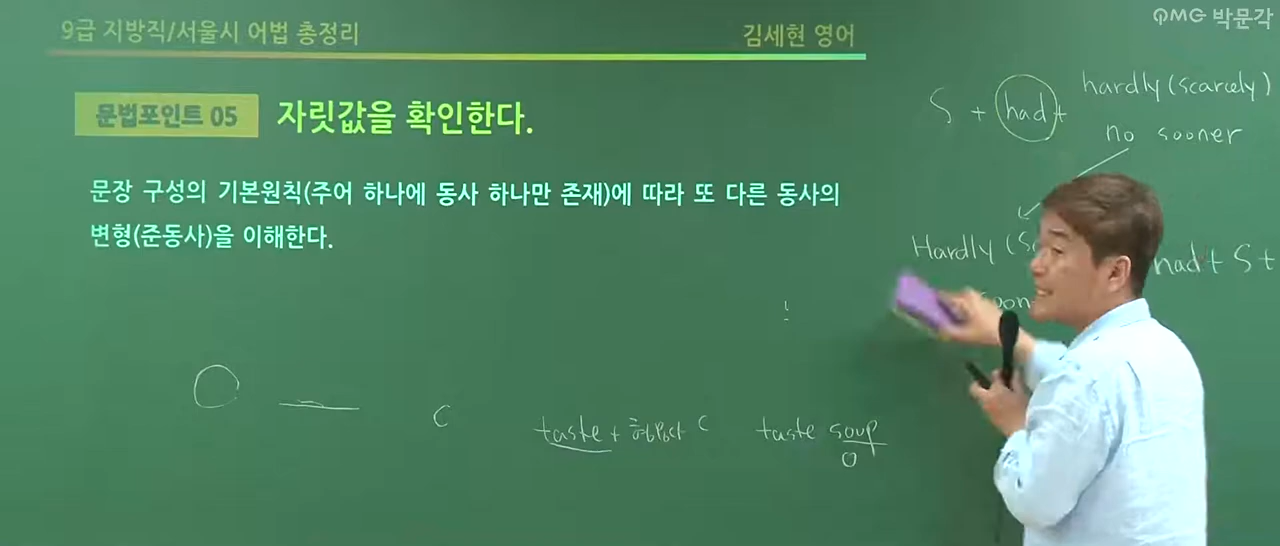 QMG 박문각
9급 지방직/서울시 어법 총정리
김세현 영어
문법포인트 05
자릿값을 확인한다.
문장 구성의 기본원칙(주어 하나에 동사 하나만 존재)에 따라 또 다른 동사의
변형(준동사)을 이해한다.
S + had +
hardly (scarcely)
no sooner
Hardly (
had + S +
soon
C
taste + C
taste soup
O